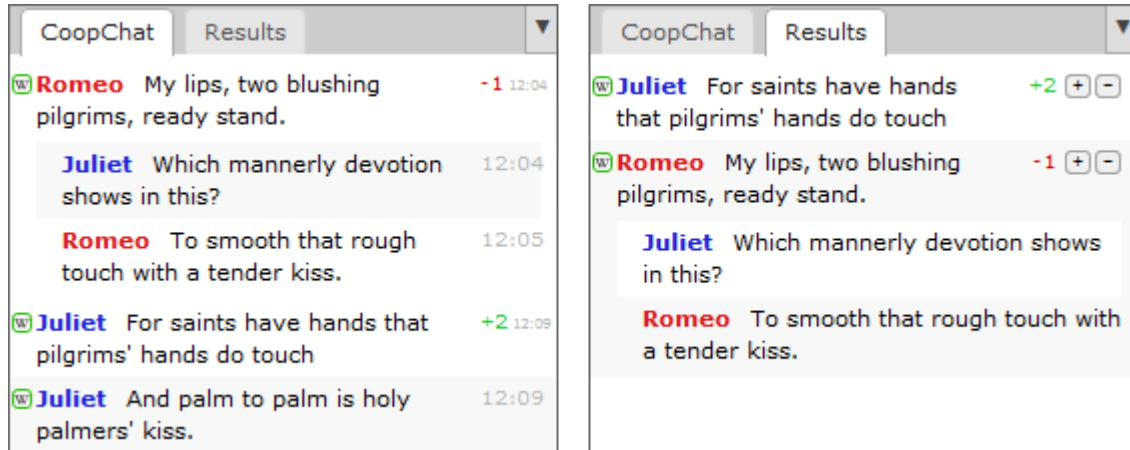 CoopChat Results ▼
w Romeo My lips, two blushing -1 12:04
pilgrims, ready stand.
Juliet Which mannerly devotion 12:04
shows in this?
Romeo To smooth that rough 12:05
touch with a tender kiss.
w Juliet For saints have hands that +2 12:09
pilgrims' hands do touch
w Juliet And palm to palm is holy 12:09
palmers' kiss.
CoopChat Results ▼
w Juliet For saints have hands +2 + −
that pilgrims' hands do touch
w Romeo My lips, two blushing -1 + −
pilgrims, ready stand.
Juliet Which mannerly devotion shows
in this?
Romeo To smooth that rough touch with
a tender kiss.